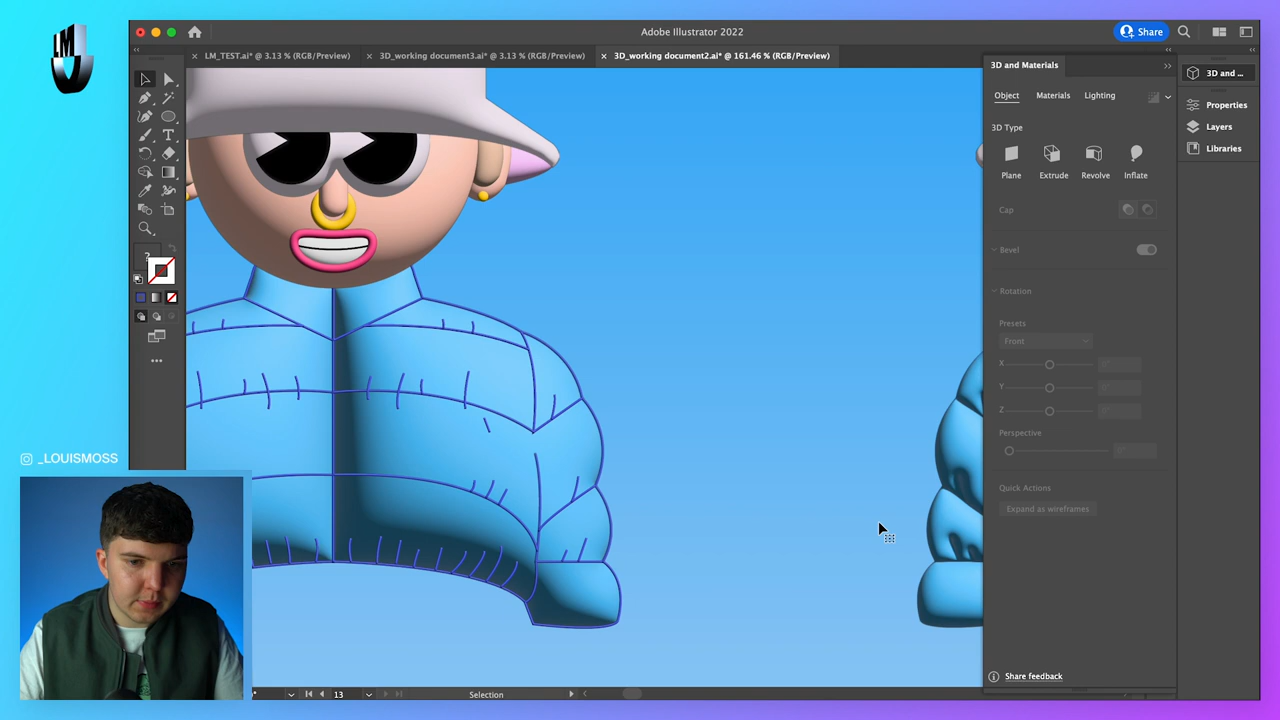 LM
Adobe Illustrator 2022
Share
LM_TEST.ai* @ 3.13 % (RGB/Preview)
3D_working document3.ai* @ 3.13 % (RGB/Preview)
3D_working document2.ai* @ 161.46 % (RGB/Preview)
3D and Materials
3D and ...
Object
Materials
Lighting
Properties
Layers
Libraries
3D Type
Plane
Extrude
Revolve
Inflate
Cap
Bevel
Rotation
Presets
Front
X
Y
Z
Perspective
Quick Actions
Expand as wireframes
Share feedback
_LOUISMOSS
13
Selection